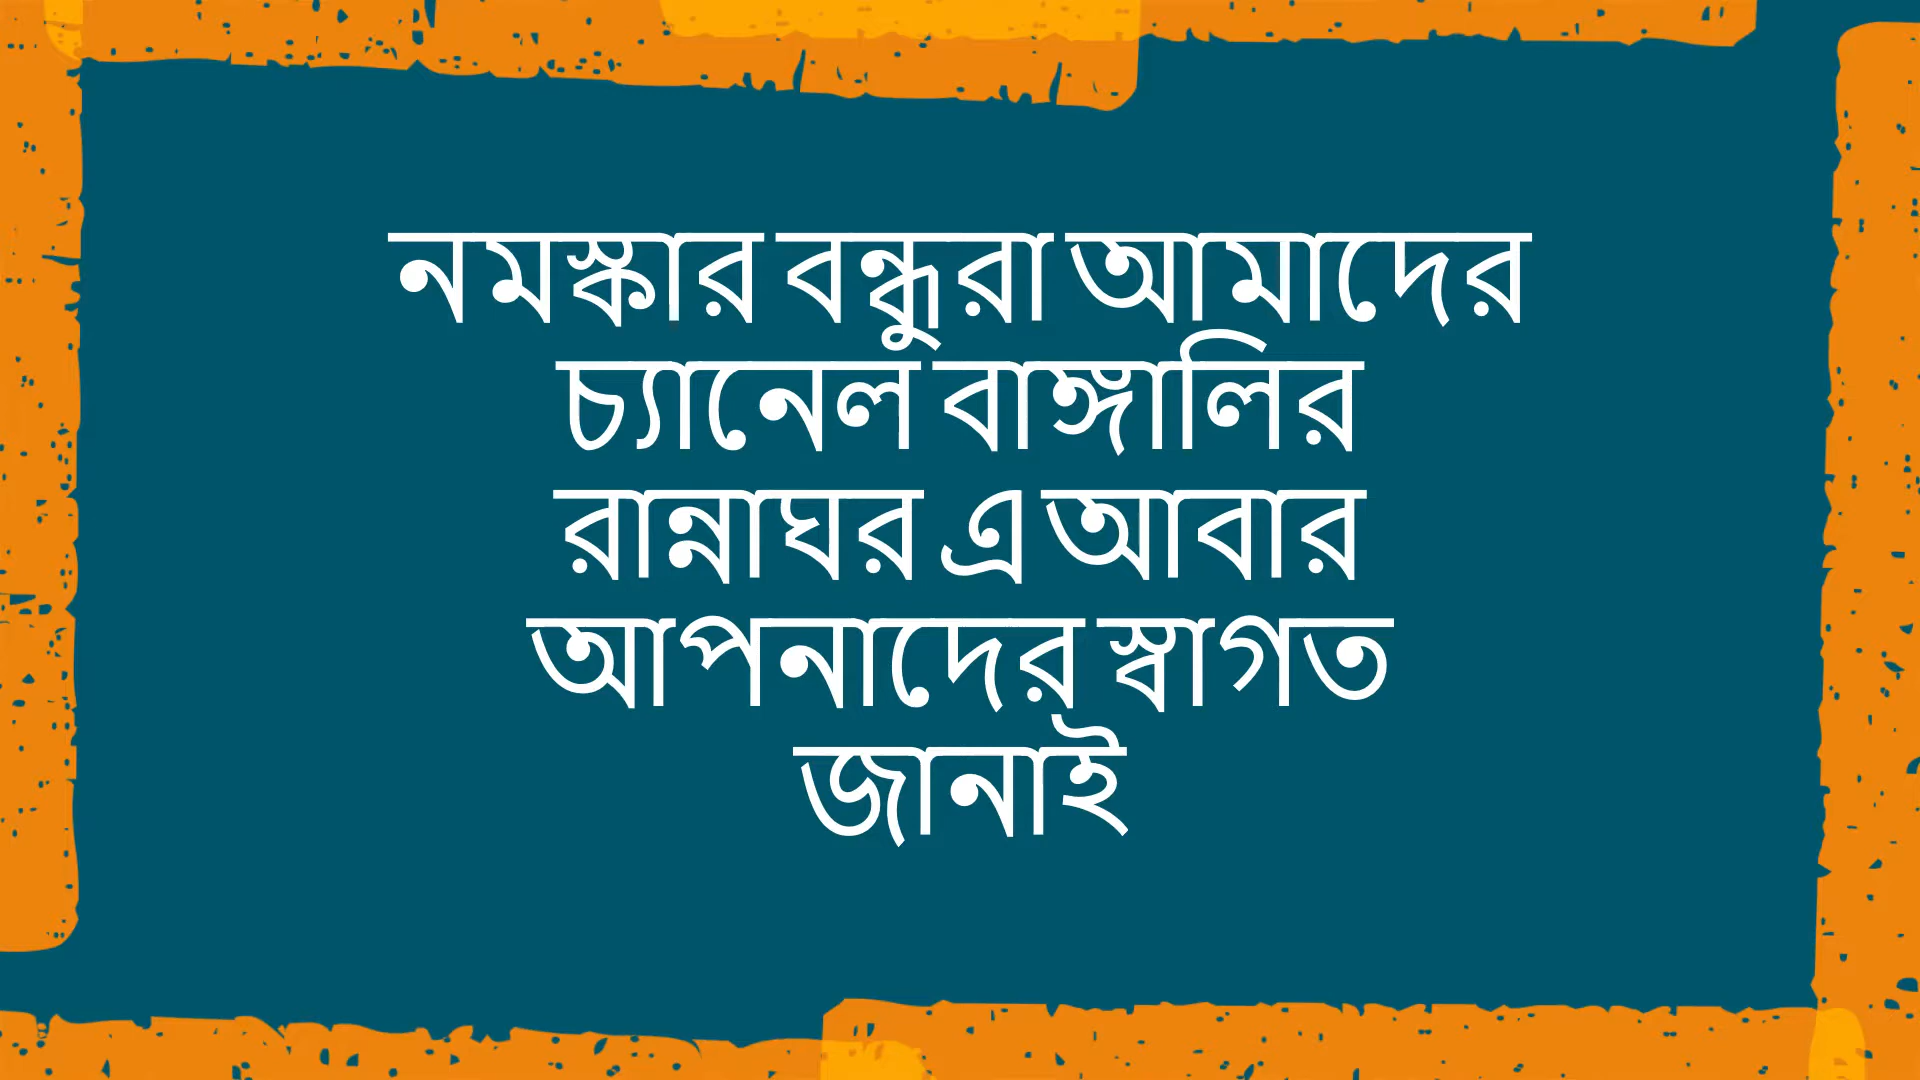 নমস্কার বন্ধুরা আমাদের
চ্যানেল বাঙ্গালির
রান্নাঘর এ আবার
আপনাদের স্বাগত
জানাই